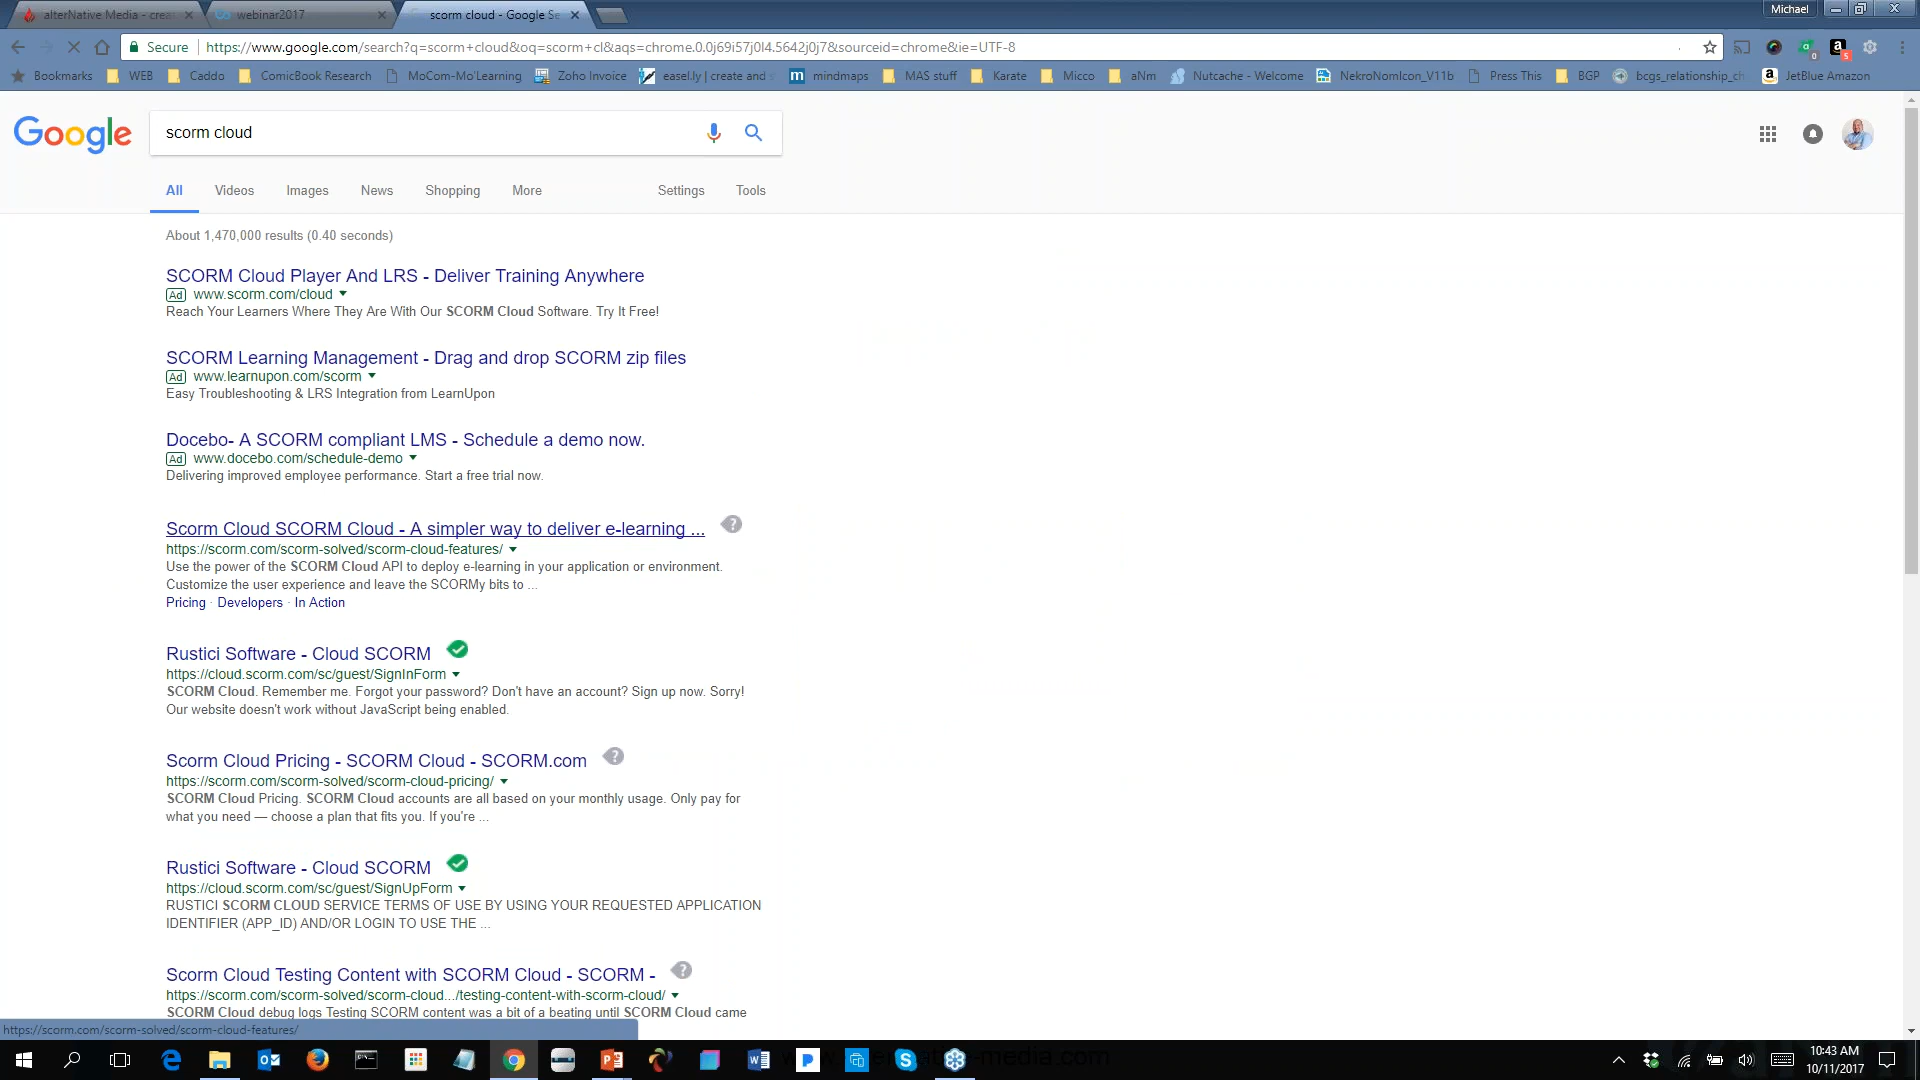 alterNative Media - crea
webinar2017
scorm cloud - Google Se
Michael
Secure https://www.google.com/search?q=scorm+cloud&oq=scorm+cl&aqs=chrome.0.0j69i57j0l4.5642j0j7&sourceid=chrome&ie=UTF-8
Bookmarks WEB Caddo ComicBook Research MoCom-Mo'Learning Zoho Invoice easel.ly | create and s mindmaps MAS stuff Karate Micco aNm Nutcache - Welcome NekroNomIcon_V11b Press This BGP bcgs_relationship_ch JetBlue Amazon
Google scorm cloud
All Videos Images News Shopping More Settings Tools
About 1,470,000 results (0.40 seconds)
SCORM Cloud Player And LRS - Deliver Training Anywhere
Ad www.scorm.com/cloud
Reach Your Learners Where They Are With Our SCORM Cloud Software. Try It Free!
SCORM Learning Management - Drag and drop SCORM zip files
Ad www.learnupon.com/scorm
Easy Troubleshooting & LRS Integration from LearnUpon
Docebo- A SCORM compliant LMS - Schedule a demo now.
Ad www.docebo.com/schedule-demo
Delivering improved employee performance. Start a free trial now.
Scorm Cloud SCORM Cloud - A simpler way to deliver e-learning ...
https://scorm.com/scorm-solved/scorm-cloud-features/
Use the power of the SCORM Cloud API to deploy e-learning in your application or environment.
Customize the user experience and leave the SCORMy bits to ...
Pricing · Developers · In Action
Rustici Software - Cloud SCORM
https://cloud.scorm.com/sc/guest/SignInForm
SCORM Cloud. Remember me. Forgot your password? Don't have an account? Sign up now. Sorry!
Our website doesn't work without JavaScript being enabled.
Scorm Cloud Pricing - SCORM Cloud - SCORM.com
https://scorm.com/scorm-solved/scorm-cloud-pricing/
SCORM Cloud Pricing. SCORM Cloud accounts are all based on your monthly usage. Only pay for
what you need — choose a plan that fits you. If you're ...
Rustici Software - Cloud SCORM
https://cloud.scorm.com/sc/guest/SignUpForm
RUSTICI SCORM CLOUD SERVICE TERMS OF USE BY USING YOUR REQUESTED APPLICATION
IDENTIFIER (APP_ID) AND/OR LOGIN TO USE THE ...
Scorm Cloud Testing Content with SCORM Cloud - SCORM -
https://scorm.com/scorm-solved/scorm-cloud.../testing-content-with-scorm-cloud/
SCORM Cloud debug logs Testing SCORM content was a bit of a beating until SCORM Cloud came
https://scorm.com/scorm-solved/scorm-cloud-features/
10:43 AM
10/11/2017